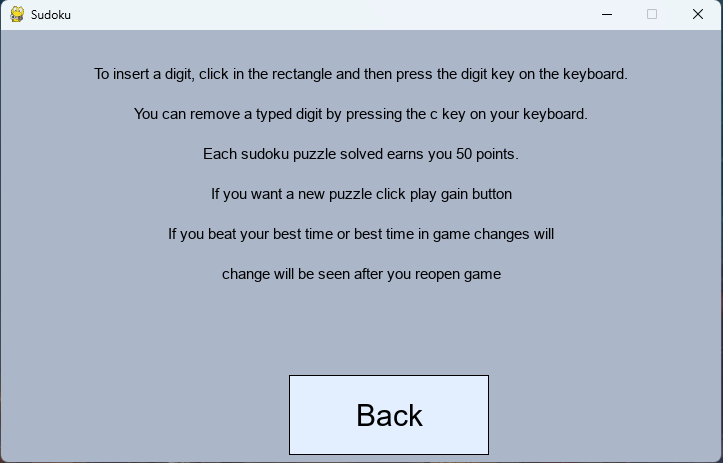 Sudoku
To insert a digit, click in the rectangle and then press the digit key on the keyboard.
You can remove a typed digit by pressing the c key on your keyboard.
Each sudoku puzzle solved earns you 50 points.
If you want a new puzzle click play gain button
If you beat your best time or best time in game changes will
change will be seen after you reopen game
Back